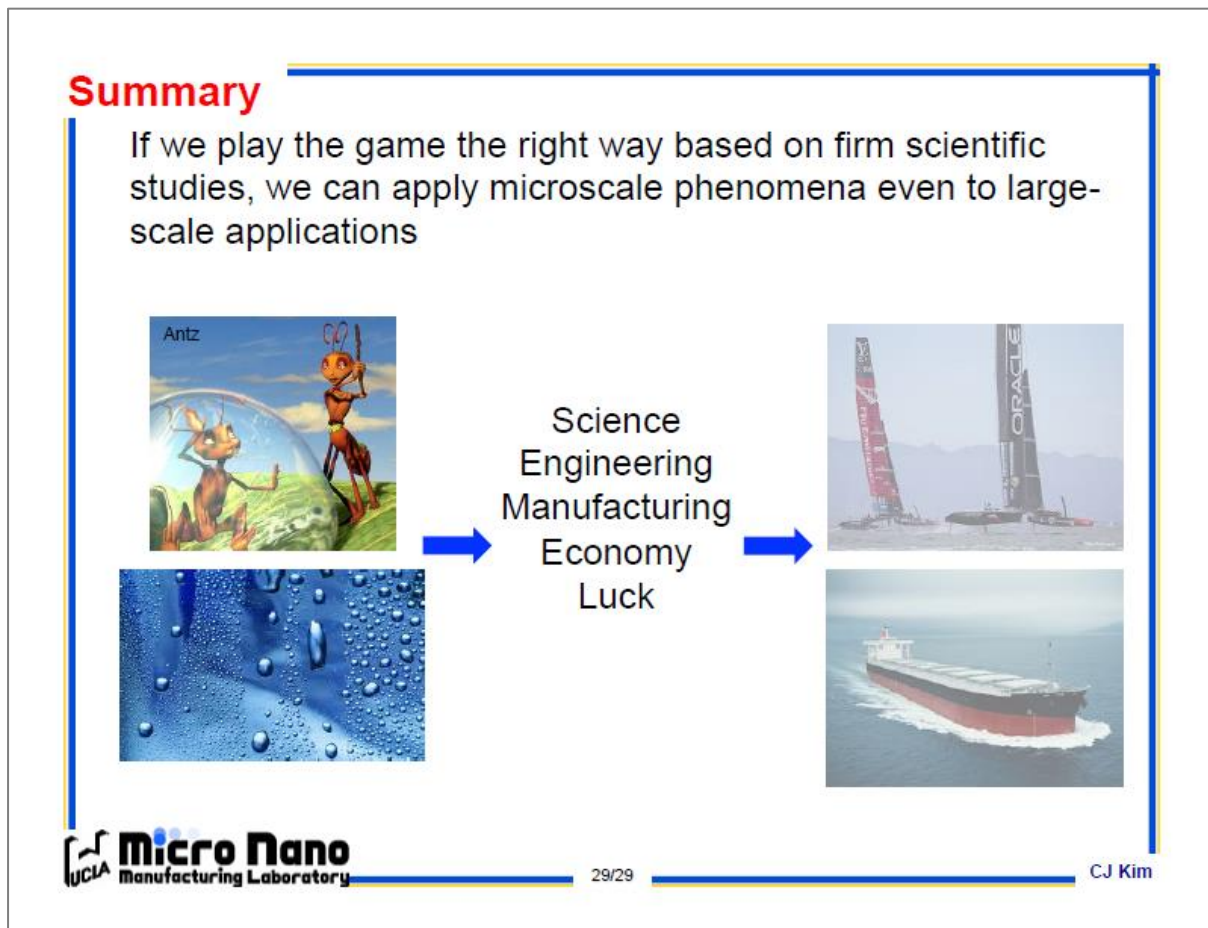 Summary
If we play the game the right way based on firm scientific
studies, we can apply microscale phenomena even to large-
scale applications
Antz
Science
Engineering
Manufacturing
Economy
Luck
ORACLE
UCLA
Micro Nano
Manufacturing Laboratory
29/29
CJ Kim